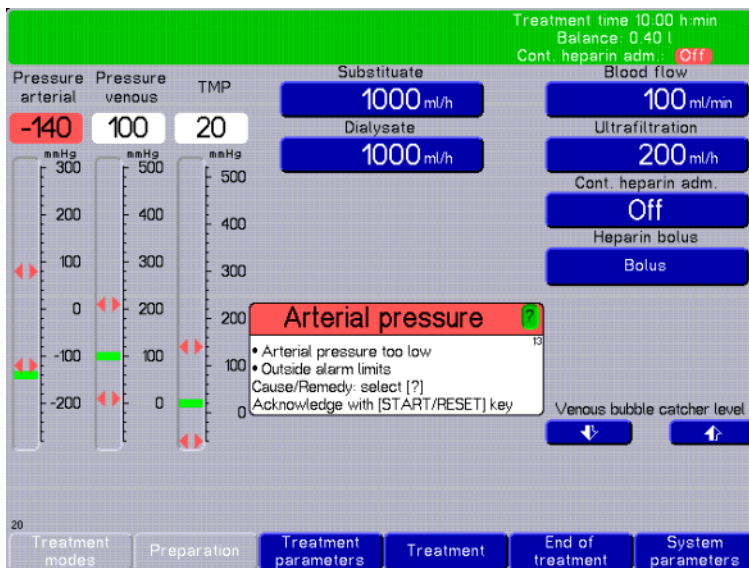 Treatment time 10:00 h:min
Balance: 0.40 l
Cont. heparin adm.: Off
Pressure arterial
Pressure venous
TMP
-140
100
20
Substituate
1000 ml/h
Dialysate
1000 ml/h
Blood flow
100 ml/min
Ultrafiltration
200 ml/h
Cont. heparin adm.
Off
Heparin bolus
Bolus
mmHg
300
200
100
0
-100
-200
mmHg
500
400
300
200
100
0
mmHg
500
400
300
200
100
0
Arterial pressure ?
13
• Arterial pressure too low
• Outside alarm limits
Cause/Remedy: select [?]
Acknowledge with [START/RESET] key
Venous bubble catcher level
20
Treatment modes
Preparation
Treatment parameters
Treatment
End of treatment
System parameters